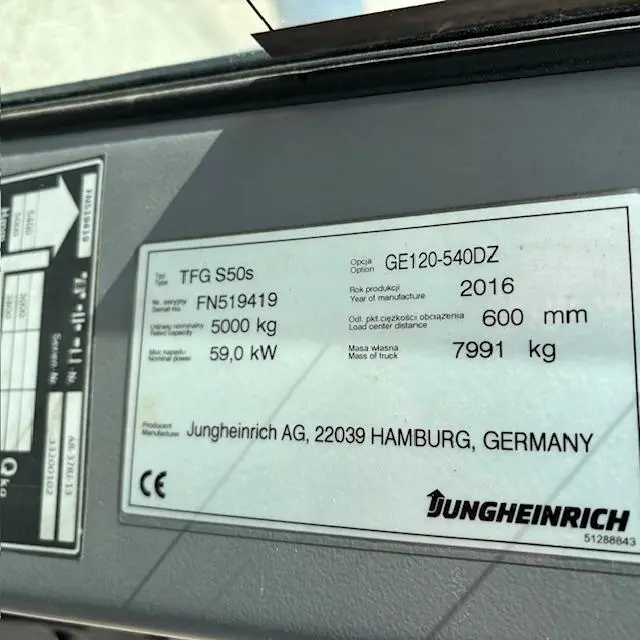 Typ
Type
TFG S50s
Opcja
Option
GE120-540DZ
Nr. seryjny
Serial no.
FN519419
Rok produkcji
Year of manufacture
2016
Udźwig nominalny
Rated capacity
5000 kg
Odl. pkt.ciężkości obciążenia
Load center distance
600 mm
Moc napędu
Nominal power
59,0 kW
Masa własna
Mass of truck
7991 kg
Producent
Manufacturer
Jungheinrich AG, 22039 HAMBURG, GERMANY
CE
JUNGHEINRICH
51288843
FN519419
Q kg